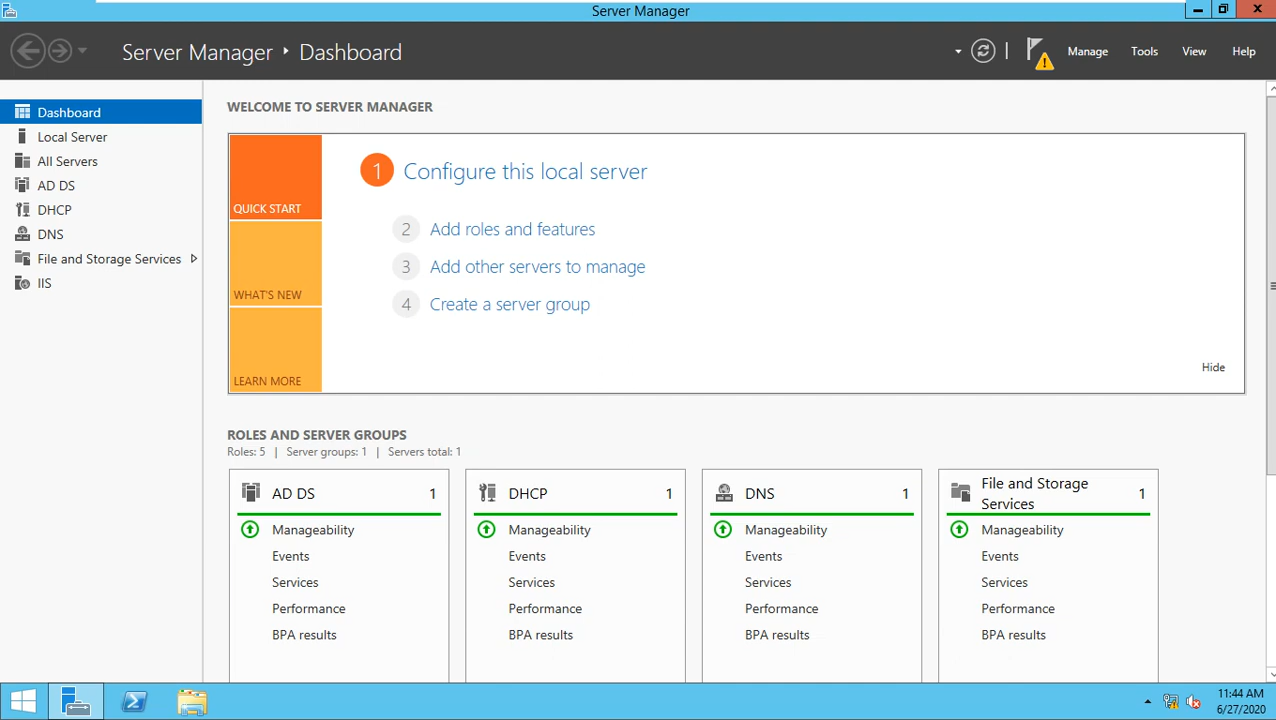 Server Manager
Server Manager ‣ Dashboard
Manage Tools View Help
Dashboard
Local Server
All Servers
AD DS
DHCP
DNS
File and Storage Services
IIS
WELCOME TO SERVER MANAGER
QUICK START
WHAT'S NEW
LEARN MORE
1 Configure this local server
2 Add roles and features
3 Add other servers to manage
4 Create a server group
Hide
ROLES AND SERVER GROUPS
Roles: 5 | Server groups: 1 | Servers total: 1
AD DS 1
Manageability
Events
Services
Performance
BPA results
DHCP 1
Manageability
Events
Services
Performance
BPA results
DNS 1
Manageability
Events
Services
Performance
BPA results
File and Storage
Services 1
Manageability
Events
Services
Performance
BPA results
11:44 AM
6/27/2020